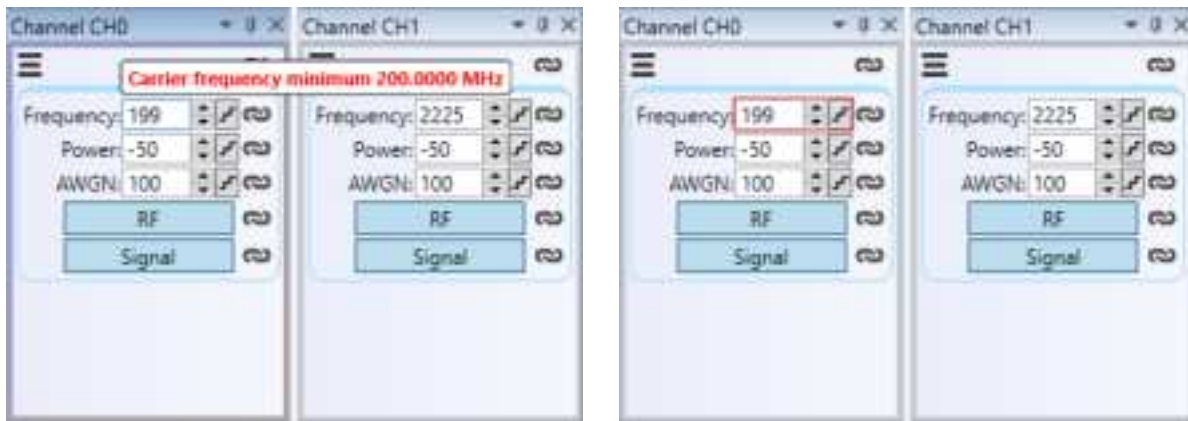 Channel CH0
Carrier frequency minimum 200.0000 MHz
Frequency: 199
Power: -50
AWGN: 100
RF
Signal
Channel CH1
Frequency: 2225
Power: -50
AWGN: 100
RF
Signal
Channel CH0
Frequency: 199
Power: -50
AWGN: 100
RF
Signal
Channel CH1
Frequency: 2225
Power: -50
AWGN: 100
RF
Signal